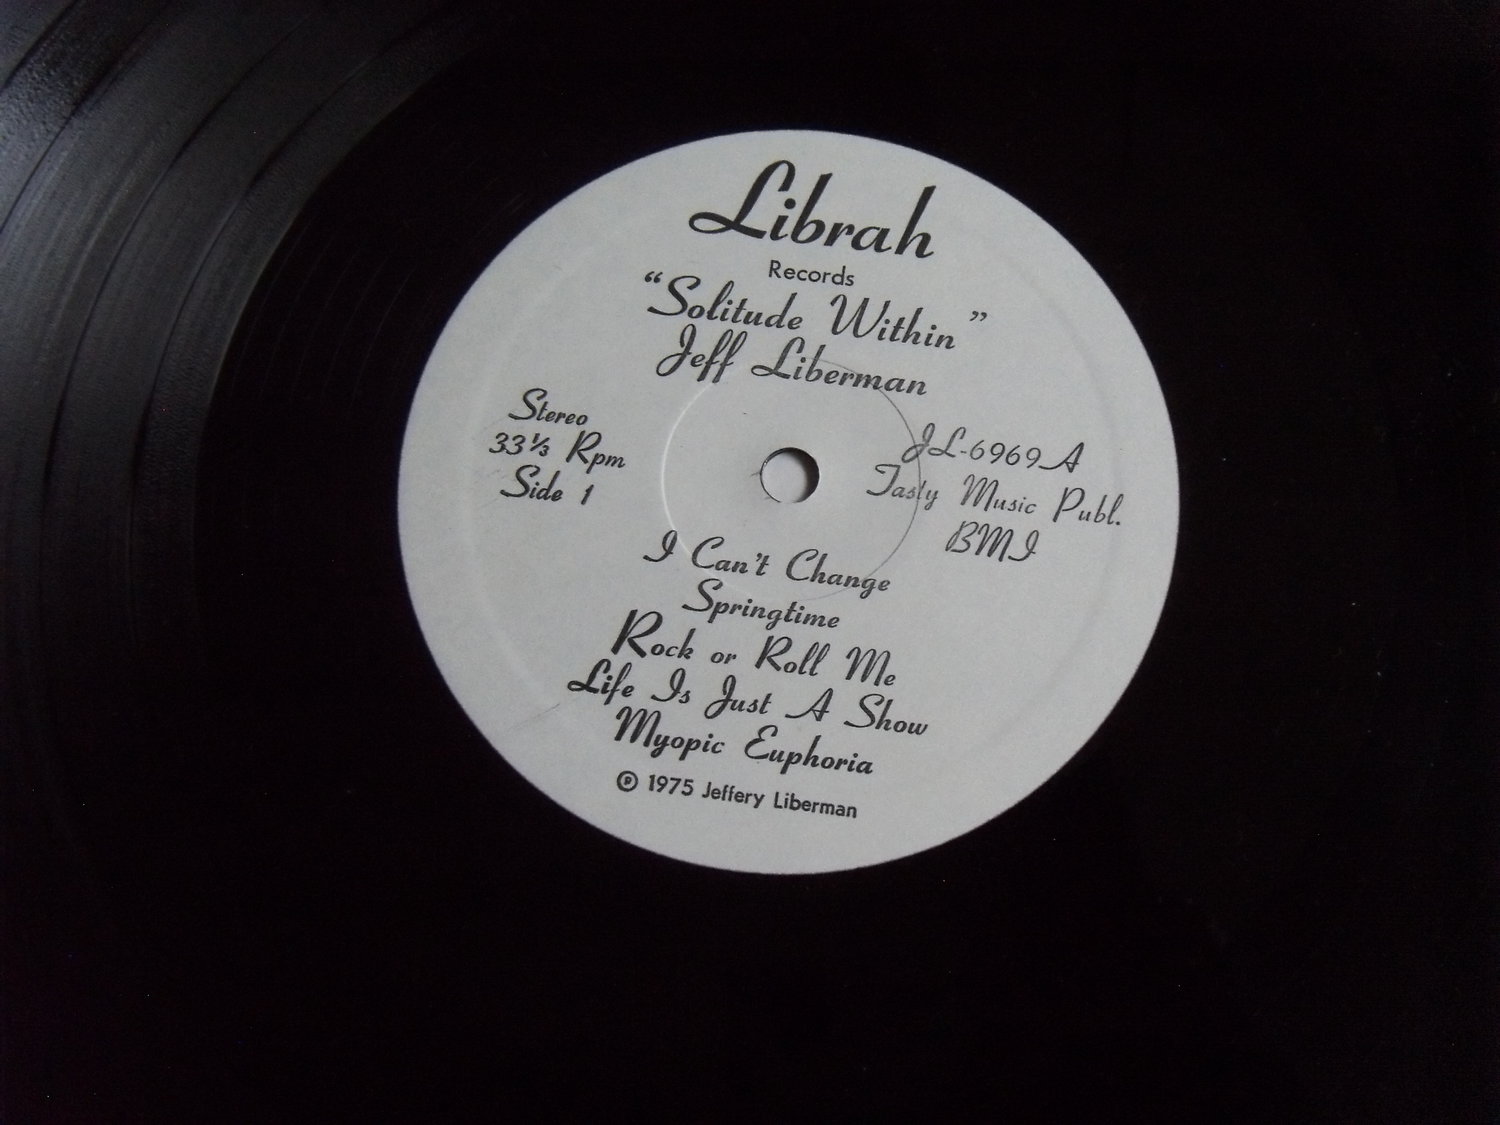 Librah
Records
"Solitude Within"
Jeff Liberman
Stereo
33⅓ Rpm
Side 1
JL-6969A
Tasty Music Publ.
BMI
I Can't Change
Springtime
Rock or Roll Me
Life Is Just A Show
Myopic Euphoria
℗ 1975 Jeffery Liberman